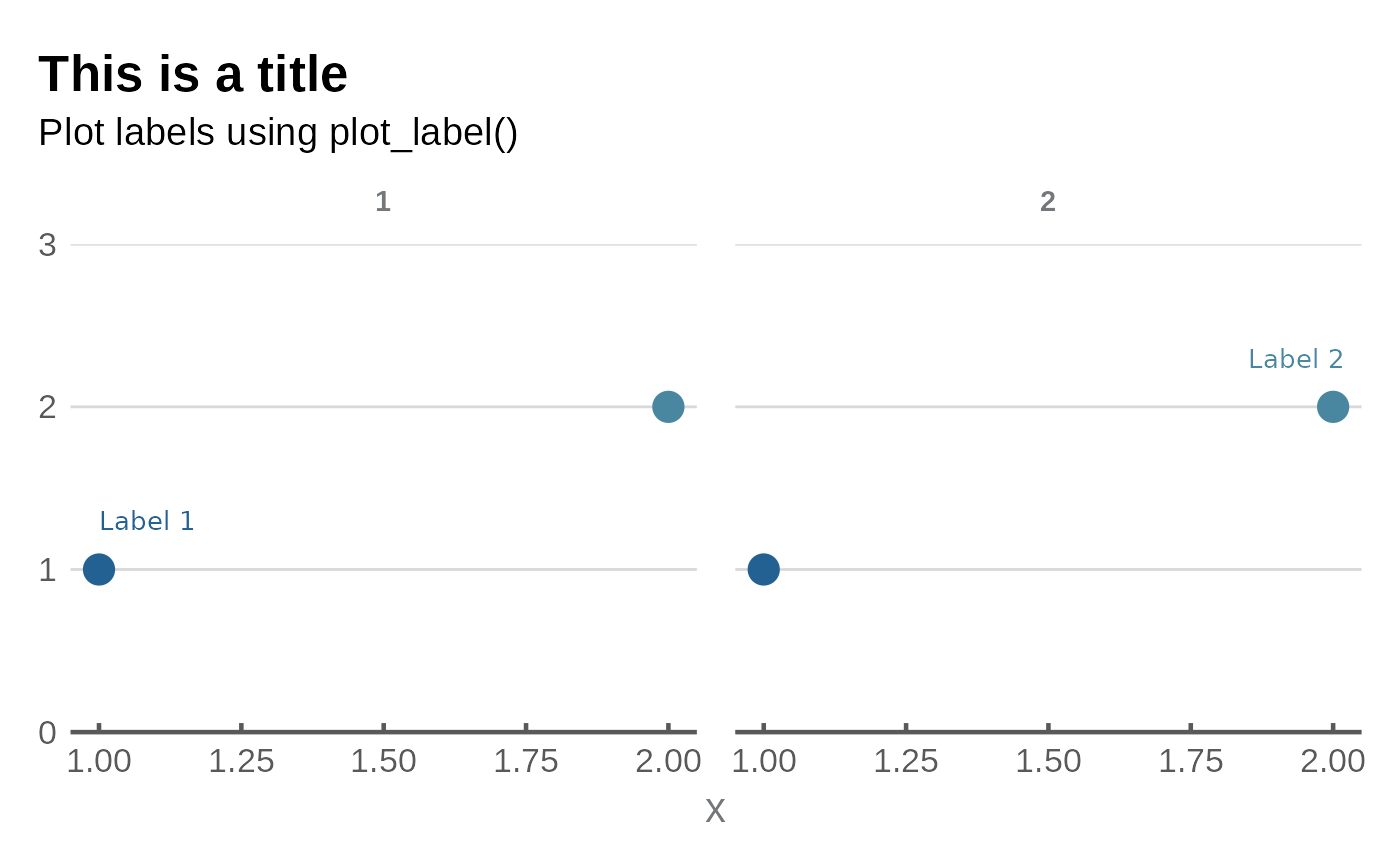 This is a title
Plot labels using plot_label()
1 2
3
Label 2
2
Label 1
1
0
1.00 1.25 1.50 1.75 2.00 1.00 1.25 1.50 1.75 2.00
x